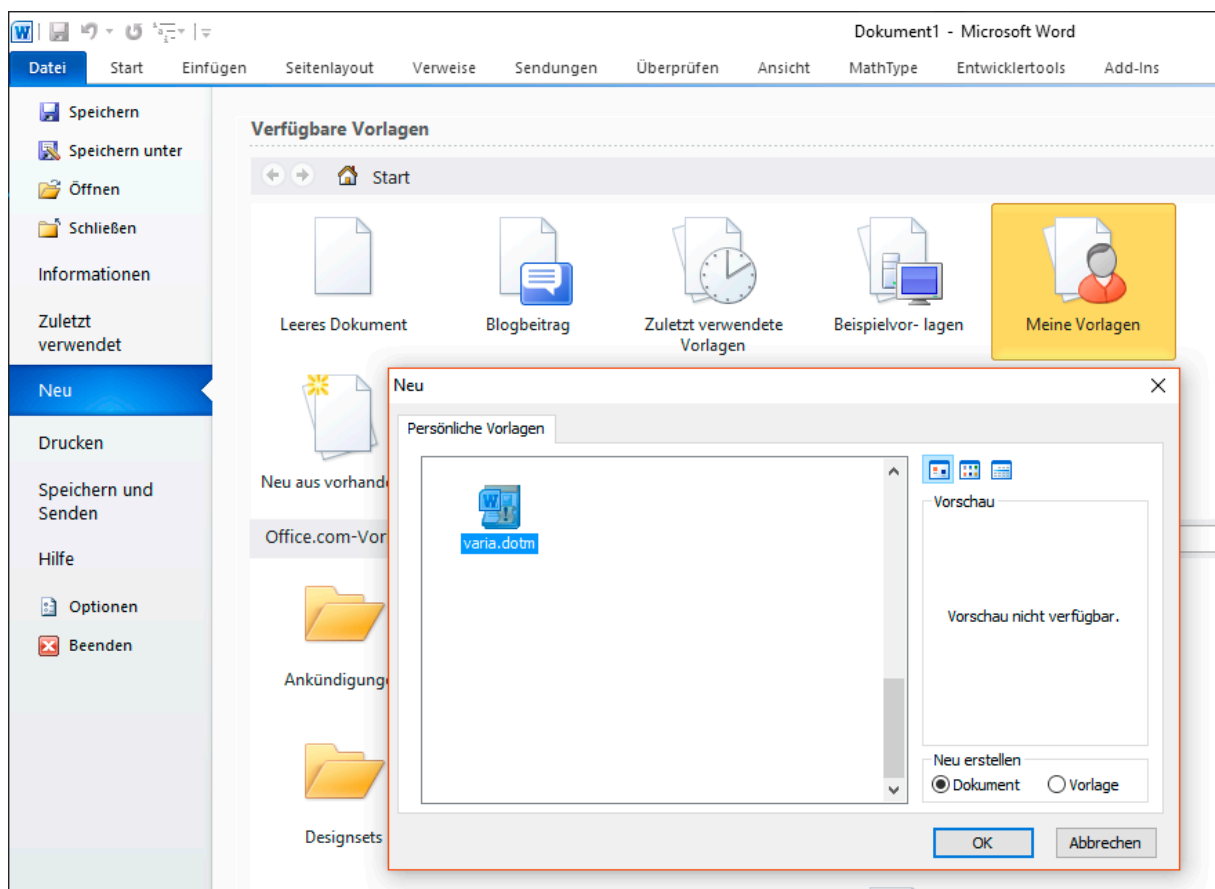 Dokument1 - Microsoft Word
Datei Start Einfügen Seitenlayout Verweise Sendungen Überprüfen Ansicht MathType Entwicklertools Add-Ins
Speichern
Speichern unter
Öffnen
Schließen
Informationen
Zuletzt
verwendet
Neu
Drucken
Speichern und
Senden
Hilfe
Optionen
Beenden
Verfügbare Vorlagen
Start
Leeres Dokument
Blogbeitrag
Zuletzt verwendete
Vorlagen
Beispielvor- lagen
Meine Vorlagen
Neu aus vorhand
Office.com-Vor
Ankündigung
Designsets
Neu
Persönliche Vorlagen
varia.dotm
Vorschau
Vorschau nicht verfügbar.
Neu erstellen
Dokument Vorlage
OK Abbrechen